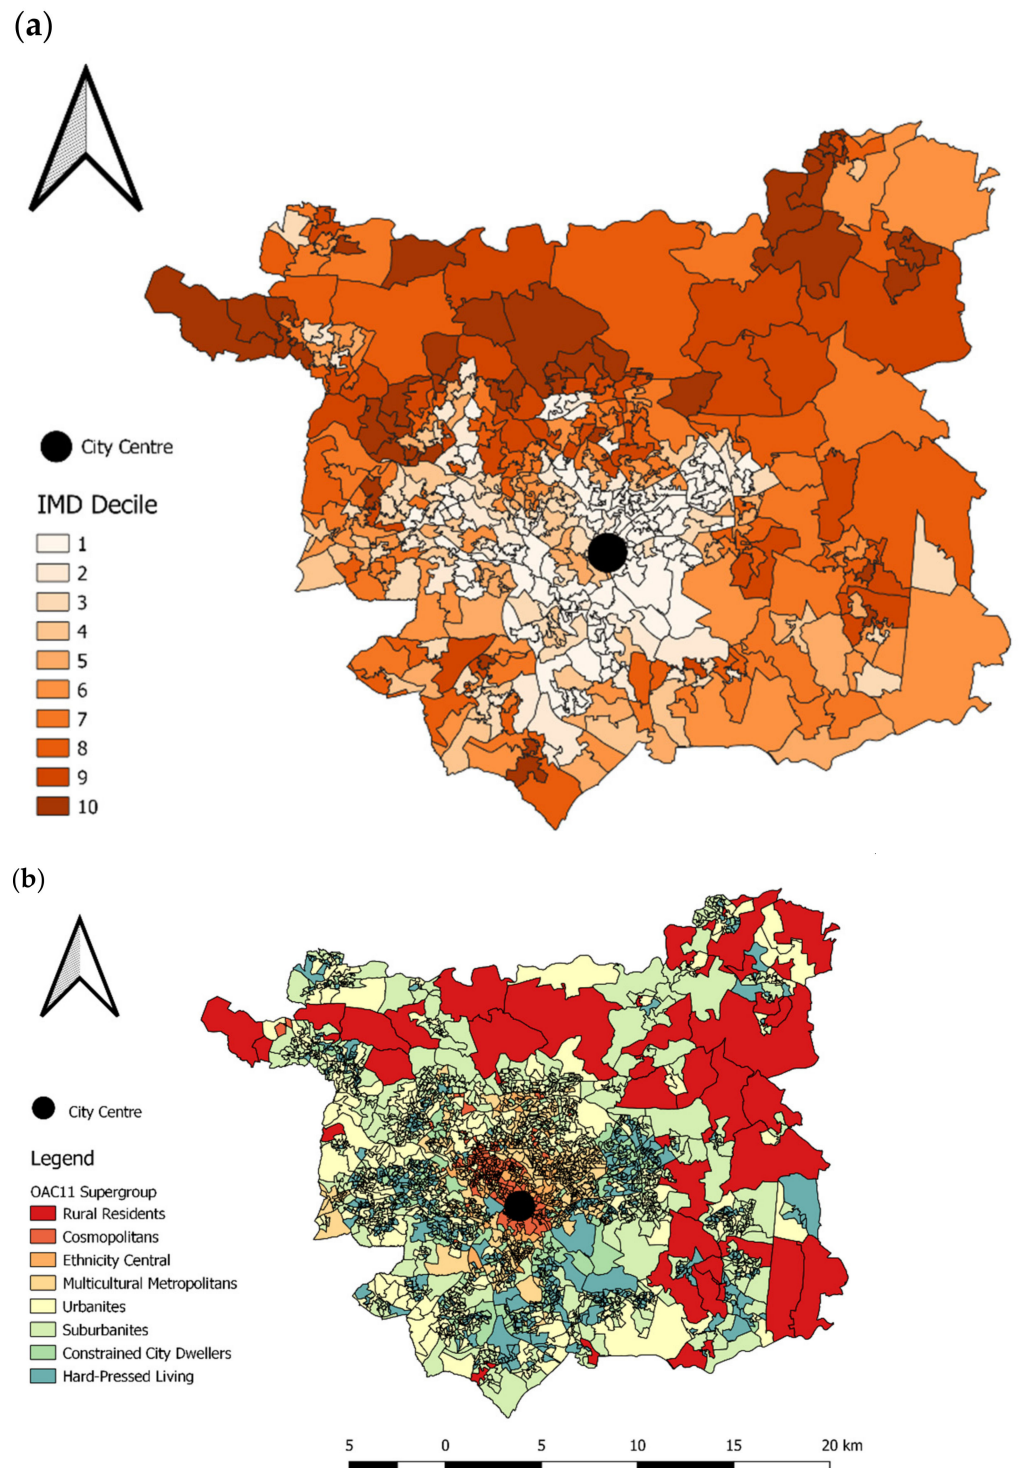 (a)
City Centre
IMD Decile
1
2
3
4
5
6
7
8
9
10
(b)
City Centre
Legend
OAC11 Supergroup
Rural Residents
Cosmopolitans
Ethnicity Central
Multicultural Metropolitans
Urbanites
Suburbanites
Constrained City Dwellers
Hard-Pressed Living
5 0 5 10 15 20 km